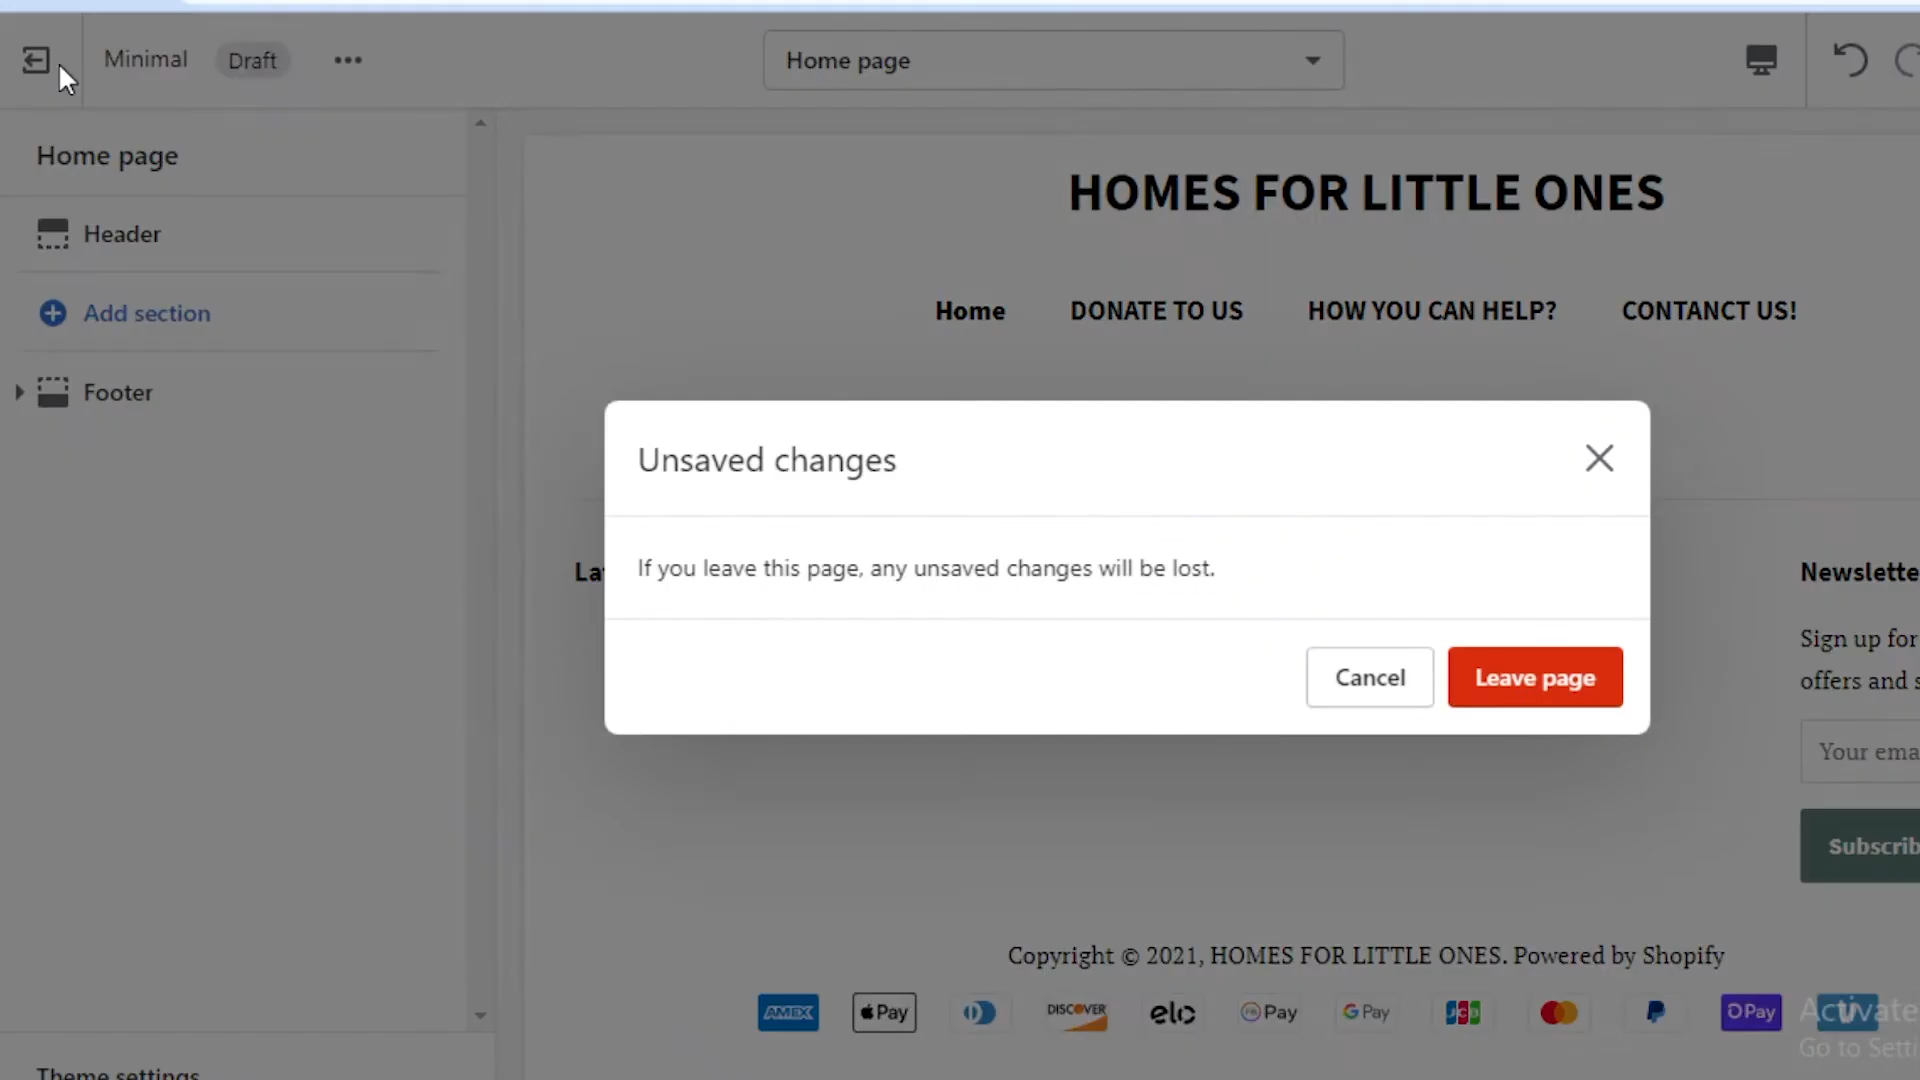 Minimal
Draft
Home page
Home page
Header
Add section
Footer
HOMES FOR LITTLE ONES
Home DONATE TO US HOW YOU CAN HELP? CONTANCT US!
Unsaved changes
If you leave this page, any unsaved changes will be lost.
Cancel Leave page
Newslette
Sign up for
offers and s
Your ema
Subscrib
Copyright © 2021, HOMES FOR LITTLE ONES. Powered by Shopify
AMEX Pay DISCOVER elo Pay G Pay JCB Pay
Activate
Go to Setti
Theme settings